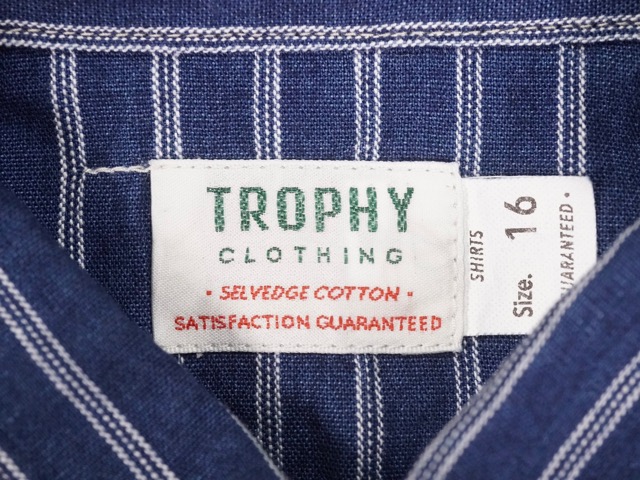 TROPHY
CLOTHING
· SELVEDGE COTTON ·
SATISFACTION GUARANTEED
SHIRTS
Size. 16